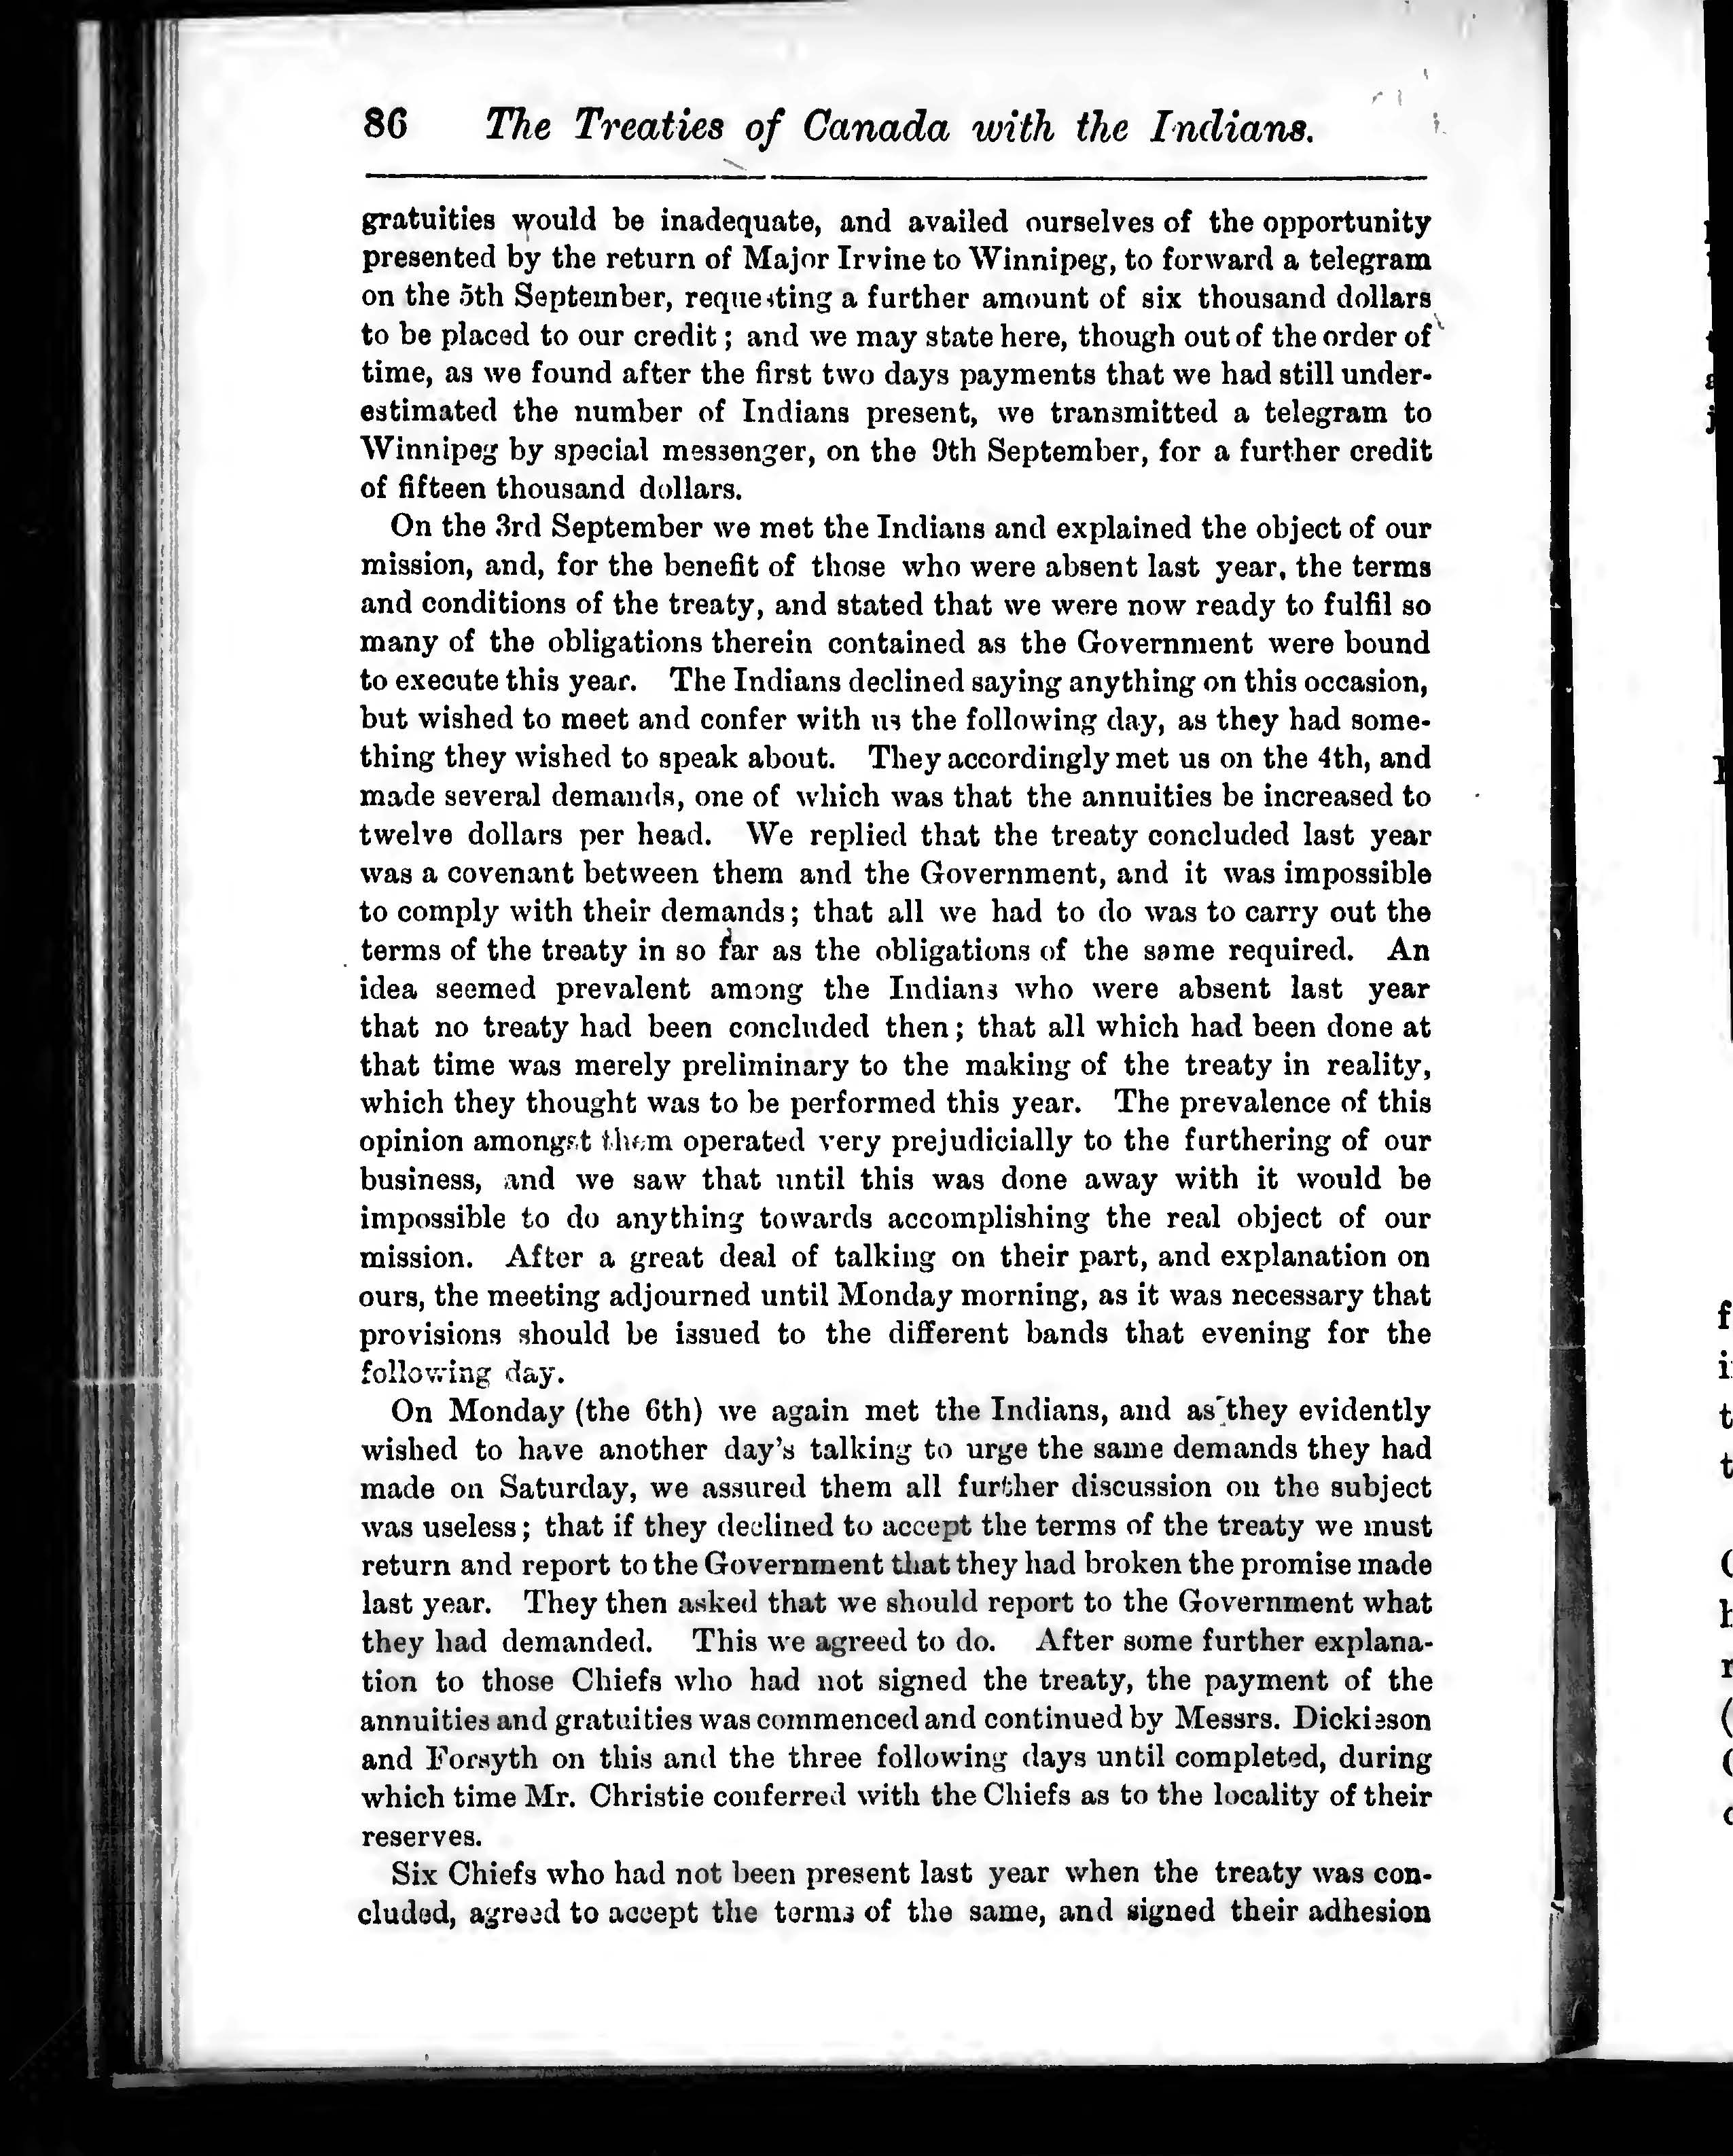 86 The Treaties of Canada with the Indians.
gratuities would be inadequate, and availed ourselves of the opportunity
presented by the return of Major Irvine to Winnipeg, to forward a telegram
on the 5th September, requesting a further amount of six thousand dollars
to be placed to our credit; and we may state here, though out of the order of
time, as we found after the first two days payments that we had still under-
estimated the number of Indians present, we transmitted a telegram to
Winnipeg by special messenger, on the 9th September, for a further credit
of fifteen thousand dollars.
On the 3rd September we met the Indians and explained the object of our
mission, and, for the benefit of those who were absent last year, the terms
and conditions of the treaty, and stated that we were now ready to fulfil so
many of the obligations therein contained as the Government were bound
to execute this year. The Indians declined saying anything on this occasion,
but wished to meet and confer with us the following day, as they had some-
thing they wished to speak about. They accordingly met us on the 4th, and
made several demands, one of which was that the annuities be increased to
twelve dollars per head. We replied that the treaty concluded last year
was a covenant between them and the Government, and it was impossible
to comply with their demands; that all we had to do was to carry out the
terms of the treaty in so far as the obligations of the same required. An
idea seemed prevalent among the Indians who were absent last year
that no treaty had been concluded then; that all which had been done at
that time was merely preliminary to the making of the treaty in reality,
which they thought was to be performed this year. The prevalence of this
opinion amongst them operated very prejudicially to the furthering of our
business, and we saw that until this was done away with it would be
impossible to do anything towards accomplishing the real object of our
mission. After a great deal of talking on their part, and explanation on
ours, the meeting adjourned until Monday morning, as it was necessary that
provisions should be issued to the different bands that evening for the
following day.
On Monday (the 6th) we again met the Indians, and as they evidently
wished to have another day's talking to urge the same demands they had
made on Saturday, we assured them all further discussion on the subject
was useless; that if they declined to accept the terms of the treaty we must
return and report to the Government that they had broken the promise made
last year. They then asked that we should report to the Government what
they had demanded. This we agreed to do. After some further explana-
tion to those Chiefs who had not signed the treaty, the payment of the
annuities and gratuities was commenced and continued by Messrs. Dickieson
and Forsyth on this and the three following days until completed, during
which time Mr. Christie conferred with the Chiefs as to the locality of their
reserves.
Six Chiefs who had not been present last year when the treaty was con-
cluded, agreed to accept the terms of the same, and signed their adhesion